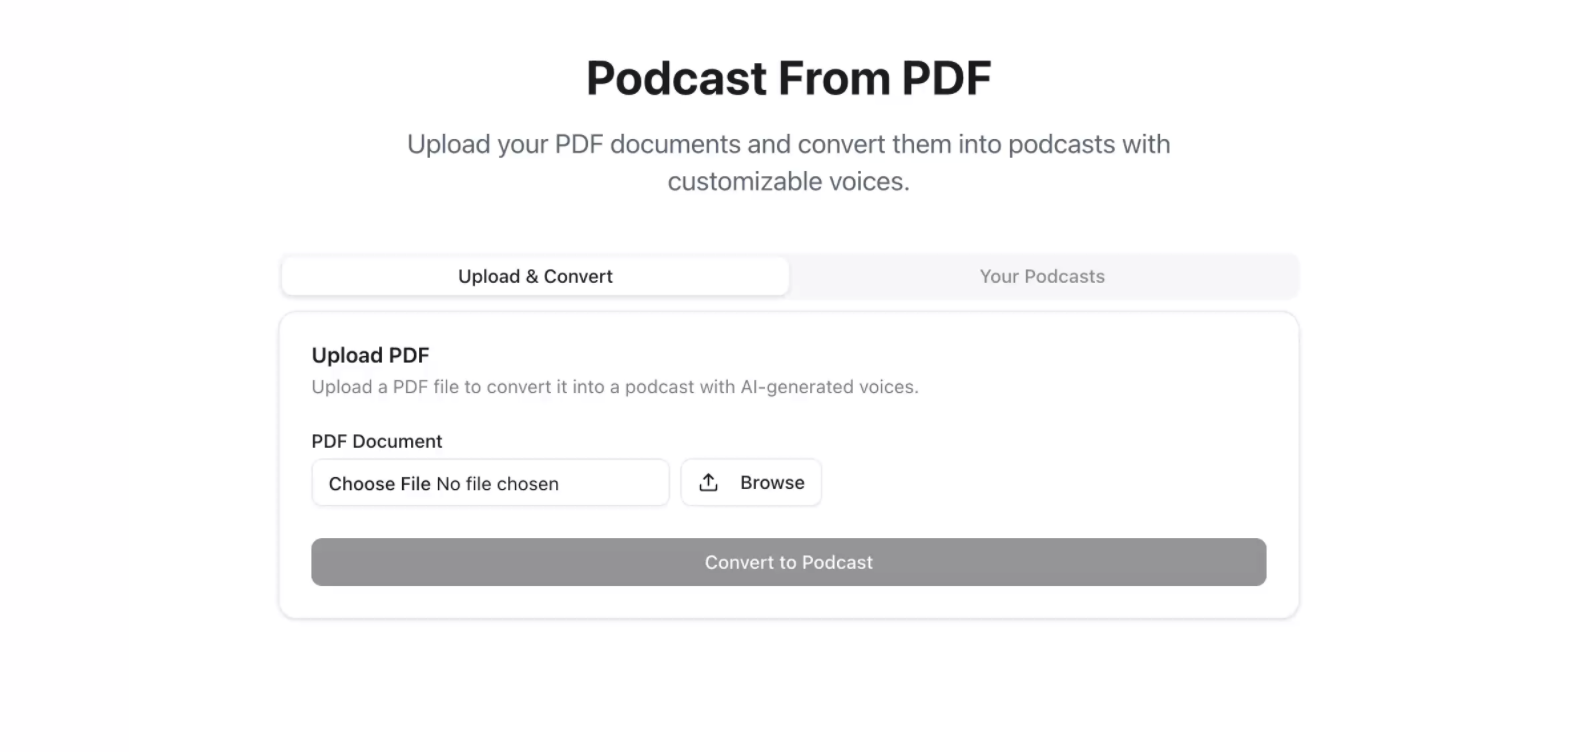 Podcast From PDF
Upload your PDF documents and convert them into podcasts with
customizable voices.
Upload & Convert
Your Podcasts
Upload PDF
Upload a PDF file to convert it into a podcast with AI-generated voices.
PDF Document
Choose File No file chosen
Browse
Convert to Podcast